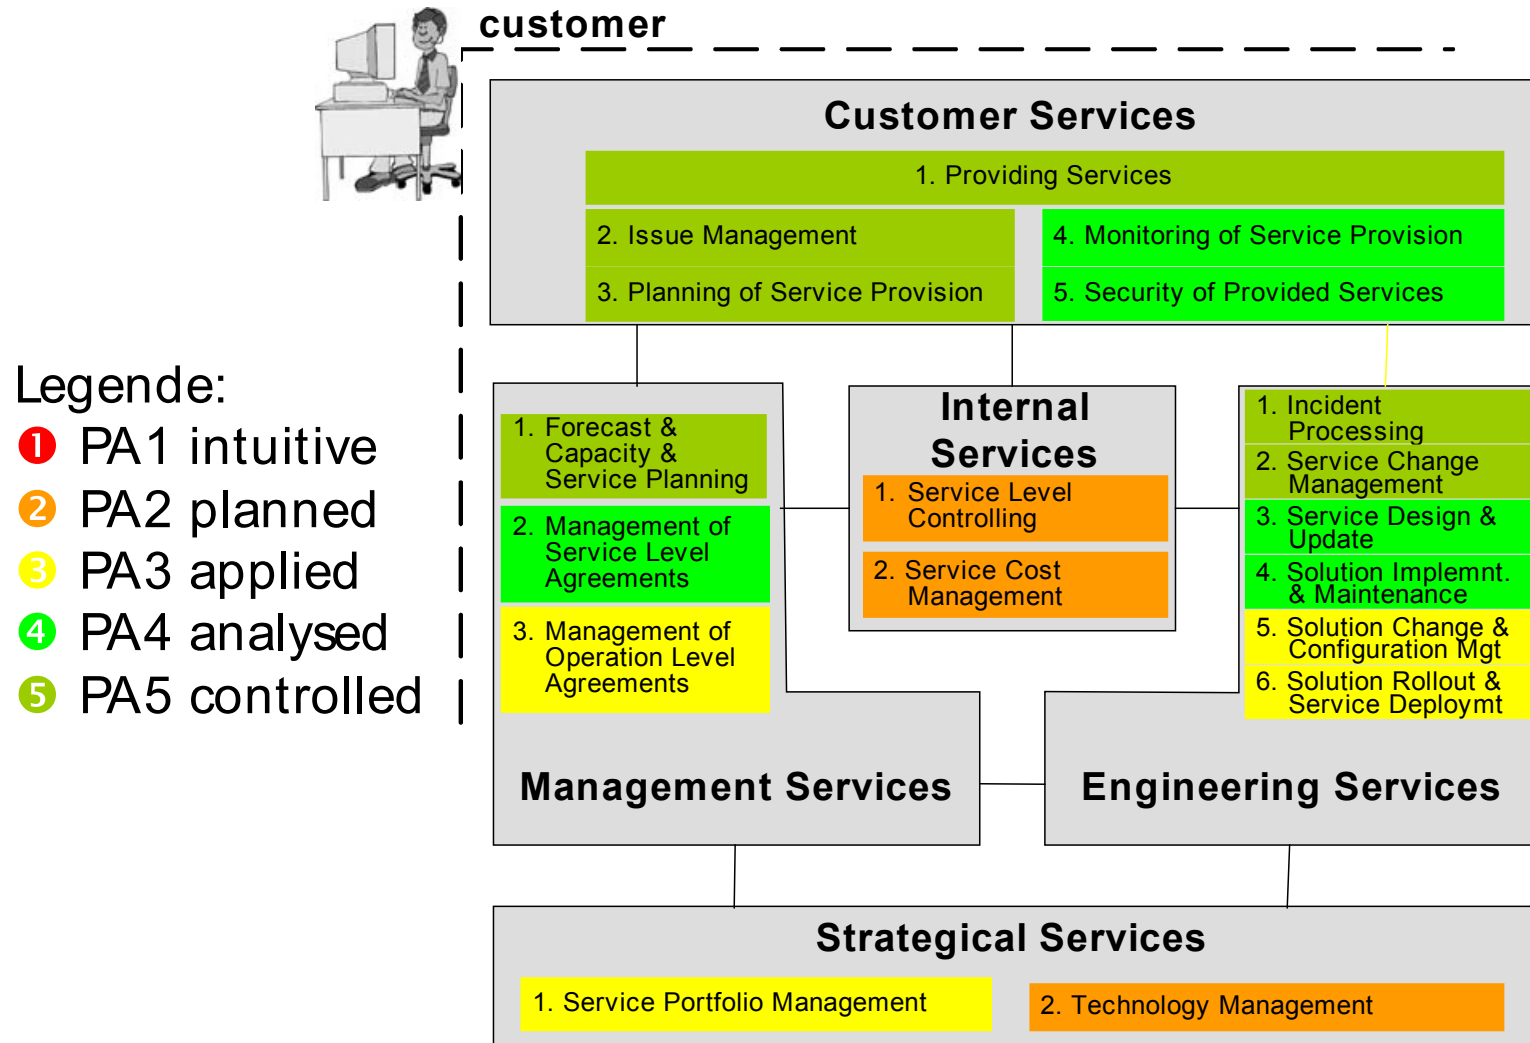 customer
Customer Services
1. Providing Services
2. Issue Management
3. Planning of Service Provision
4. Monitoring of Service Provision
5. Security of Provided Services
Legende:
1 PA1 intuitive
2 PA2 planned
3 PA3 applied
4 PA4 analysed
5 PA5 controlled
1. Forecast &
Capacity &
Service Planning
2. Management of
Service Level
Agreements
3. Management of
Operation Level
Agreements
Management Services
Internal
Services
1. Service Level
Controlling
2. Service Cost
Management
1. Incident
Processing
2. Service Change
Management
3. Service Design &
Update
4. Solution Implemnt.
& Maintenance
5. Solution Change &
Configuration Mgt
6. Solution Rollout &
Service Deploymt
Engineering Services
Strategical Services
1. Service Portfolio Management
2. Technology Management